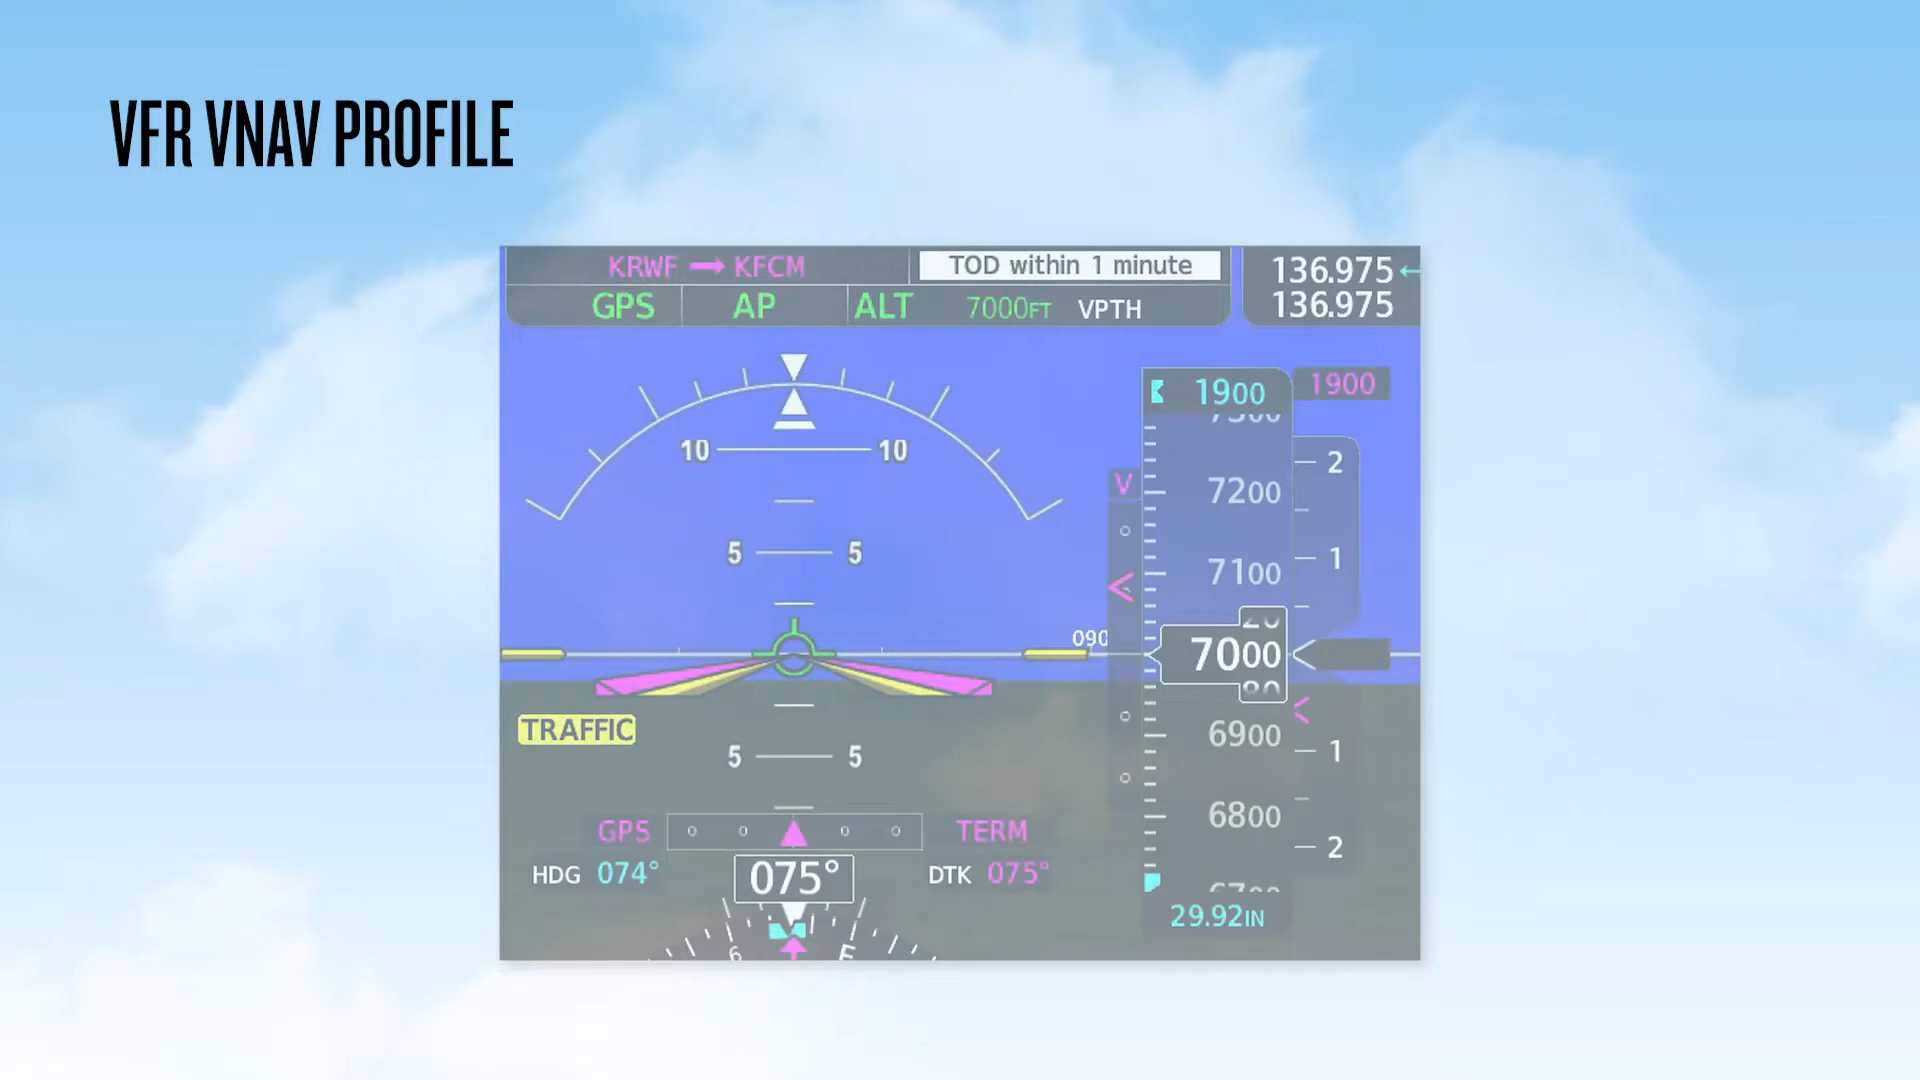 VFR VNAV PROFILE
KRWF → KFCM TOD within 1 minute 136.975 ←
GPS AP ALT 7000FT VPTH 136.975
1900 1900
10 10
2
7200
V
5 5
7100 1
090
7000
TRAFFIC
6900
1
5 5
6800
GPS TERM
2
HDG 074° 075° DTK 075°
29.92IN
6 E